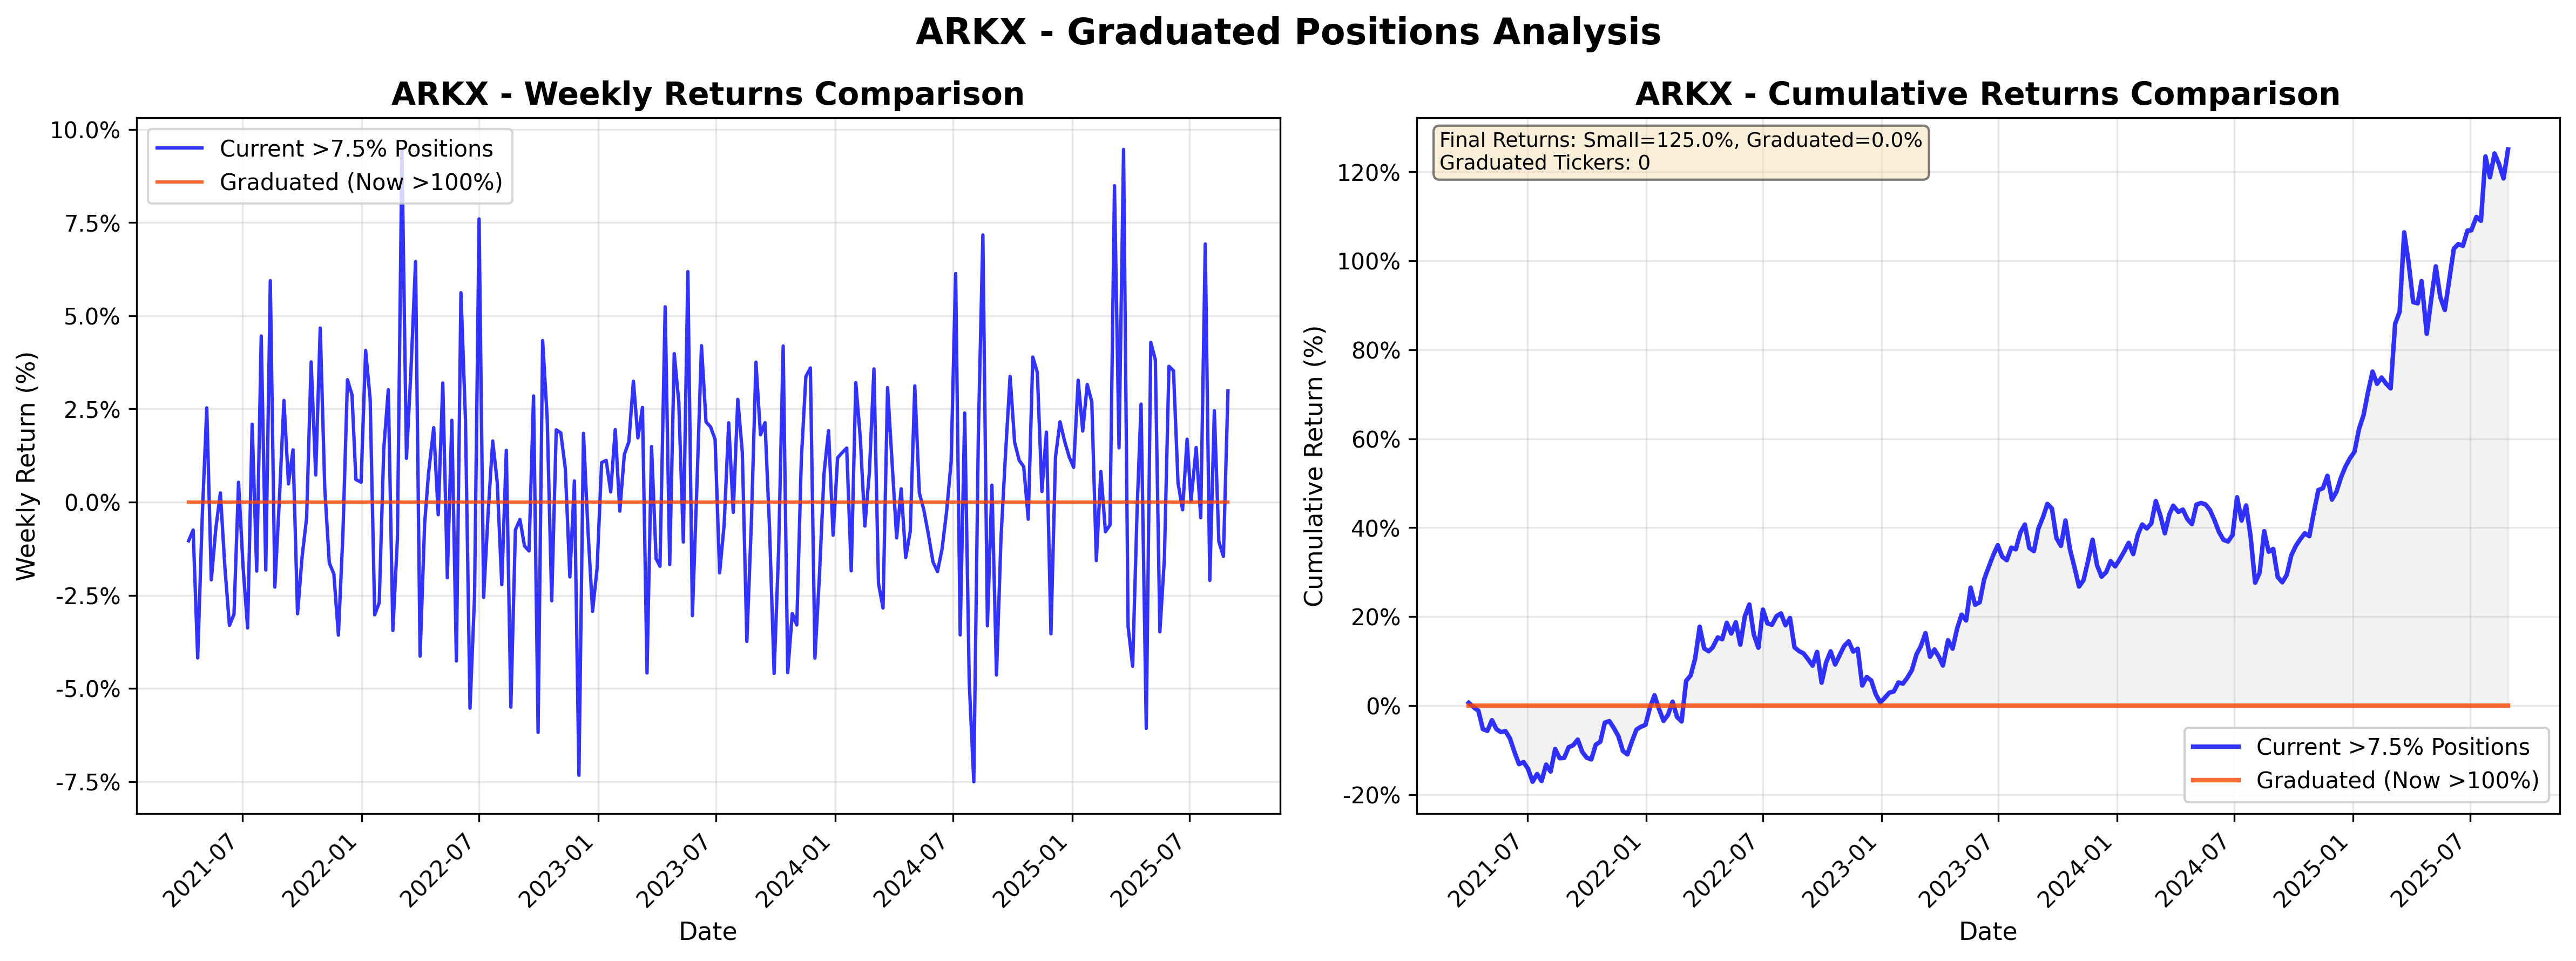 ARKX - Graduated Positions Analysis
ARKX - Weekly Returns Comparison
10.0%
7.5%
5.0%
2.5%
0.0%
-2.5%
-5.0%
-7.5%
Weekly Return (%)
Current >7.5% Positions
Graduated (Now >100%)
2021-07
2022-01
2022-07
2023-01
2023-07
2024-01
2024-07
2025-01
2025-07
Date
ARKX - Cumulative Returns Comparison
Final Returns: Small=125.0%, Graduated=0.0%
Graduated Tickers: 0
120%
100%
80%
60%
40%
20%
0%
-20%
Cumulative Return (%)
Current >7.5% Positions
Graduated (Now >100%)
2021-07
2022-01
2022-07
2023-01
2023-07
2024-01
2024-07
2025-01
2025-07
Date